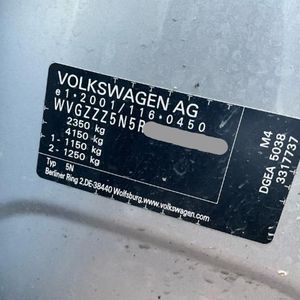 VOLKSWAGEN AG
e1*2001/116*0450
WVGZZZ5N5R
2350 kg
4150 kg
1 - 1150 kg
2 - 1250 kg
Typ 5N
Berliner Ring 2,DE-38440 Wolfsburg,www.volkswagen.com
M4
DGEA 5038
3317737